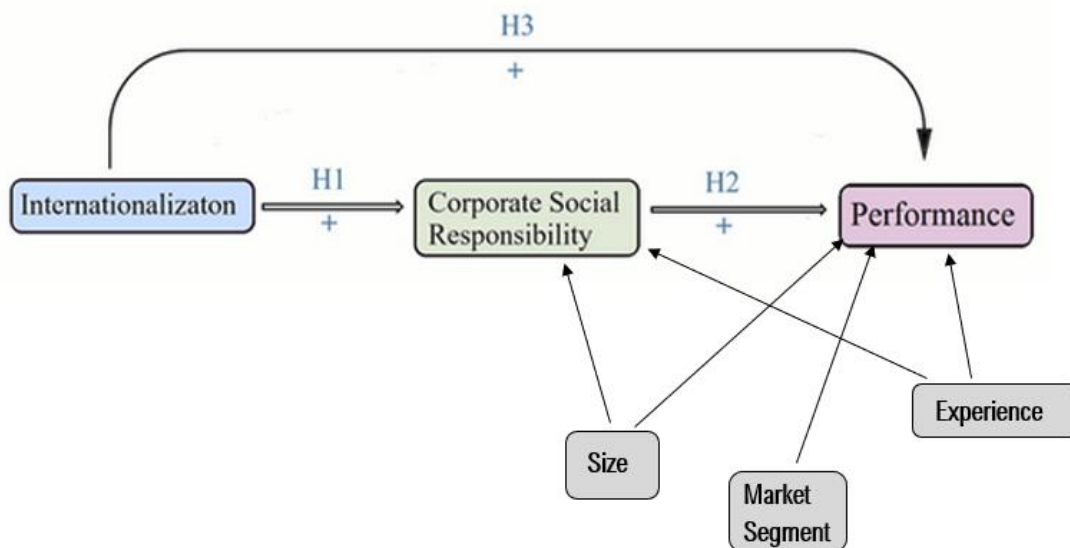 H3
+
H1
+
H2
+
Internationalizaton
Corporate Social
Responsibility
Performance
Experience
Size
Market
Segment